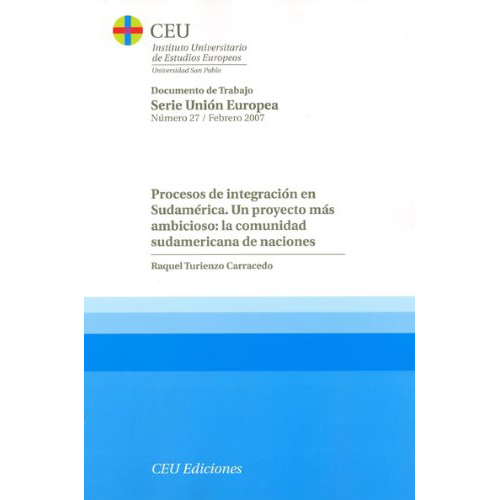 CEU
Instituto Universitario
de Estudios Europeos
Universidad San Pablo
Documento de Trabajo
Serie Unión Europea
Número 27 / Febrero 2007
Procesos de integración en
Sudamérica. Un proyecto más
ambicioso: la comunidad
sudamericana de naciones
Raquel Turienzo Carracedo
CEU Ediciones